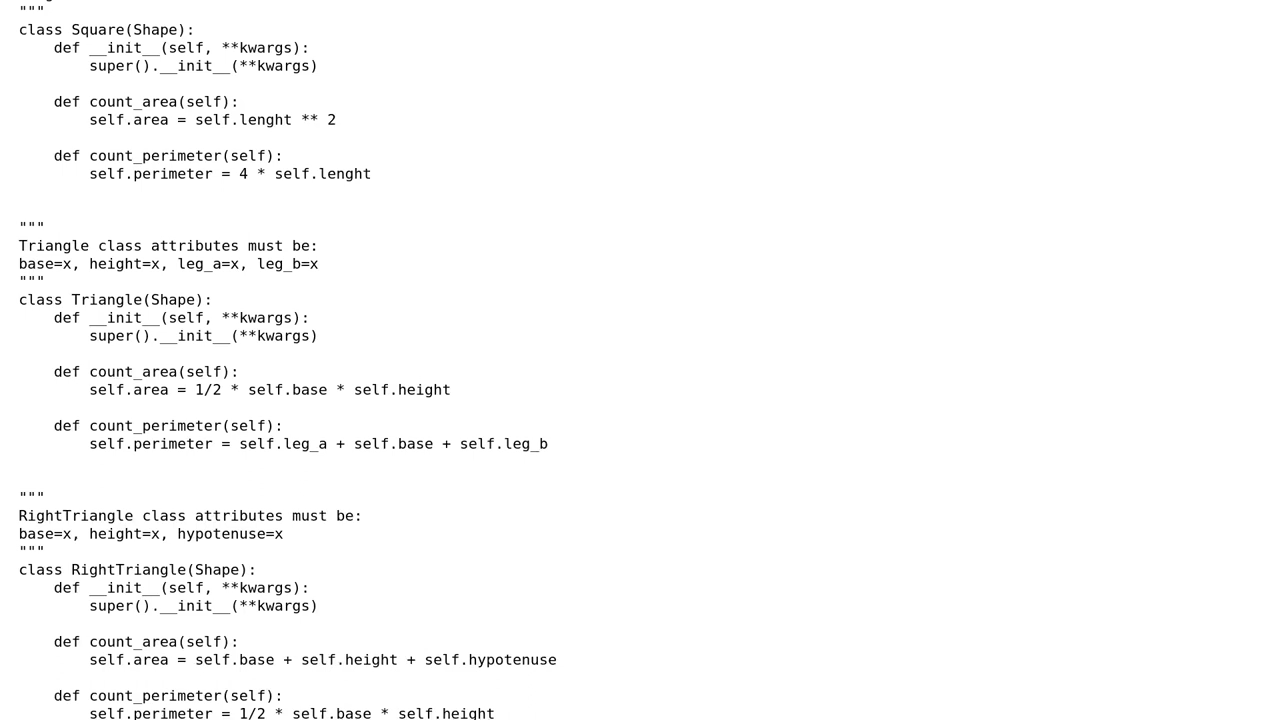 """
class Square(Shape):
    def __init__(self, **kwargs):
        super().__init__(**kwargs)

    def count_area(self):
        self.area = self.lenght ** 2

    def count_perimeter(self):
        self.perimeter = 4 * self.lenght


"""
Triangle class attributes must be:
base=x, height=x, leg_a=x, leg_b=x
"""
class Triangle(Shape):
    def __init__(self, **kwargs):
        super().__init__(**kwargs)

    def count_area(self):
        self.area = 1/2 * self.base * self.height

    def count_perimeter(self):
        self.perimeter = self.leg_a + self.base + self.leg_b


"""
RightTriangle class attributes must be:
base=x, height=x, hypotenuse=x
"""
class RightTriangle(Shape):
    def __init__(self, **kwargs):
        super().__init__(**kwargs)

    def count_area(self):
        self.area = self.base + self.height + self.hypotenuse

    def count_perimeter(self):
        self.perimeter = 1/2 * self.base * self.height